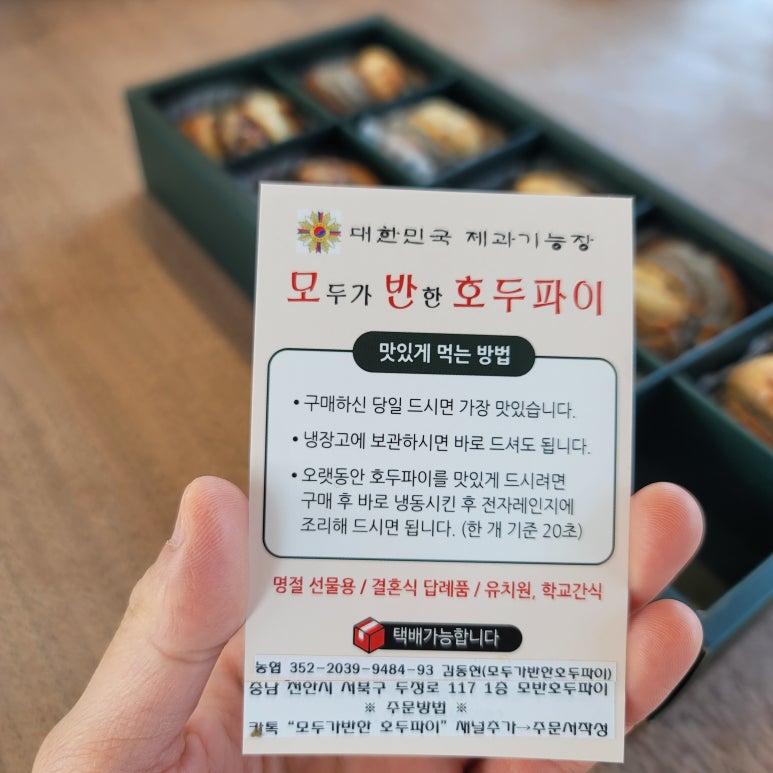 대한민국 제과기능장
모두가 반한 호두파이
맛있게 먹는 방법
• 구매하신 당일 드시면 가장 맛있습니다.
• 냉장고에 보관하시면 바로 드셔도 됩니다.
• 오랫동안 호두파이를 맛있게 드시려면
구매 후 바로 냉동시킨 후 전자레인지에
조리해 드시면 됩니다. (한 개 기준 20초)
명절 선물용 / 결혼식 답례품 / 유치원, 학교간식
택배가능합니다
농협 352-2039-9484-93 김동현(모두가반한호두파이)
충남 천안시 서북구 두정로 117 1층 모반호두파이
※ 주문방법 ※
카톡 “모두가반한 호두파이” 채널추가→주문서작성